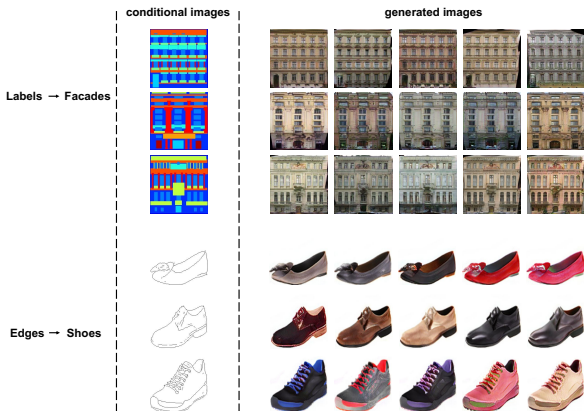 conditional images
generated images
Labels → Facades
Edges → Shoes